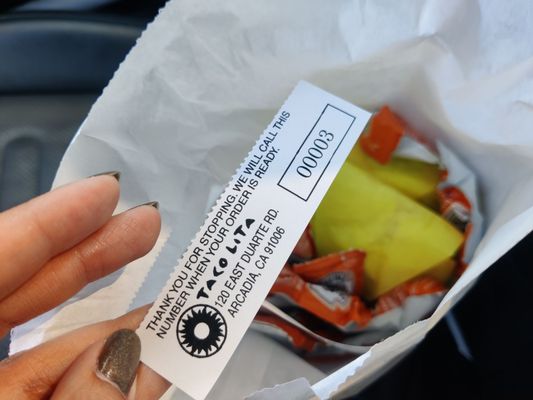 THANK YOU FOR STOPPING. WE WILL CALL THIS
NUMBER WHEN YOUR ORDER IS READY.
TACO LITA
120 EAST DUARTE RD.
ARCADIA, CA 91006
00003